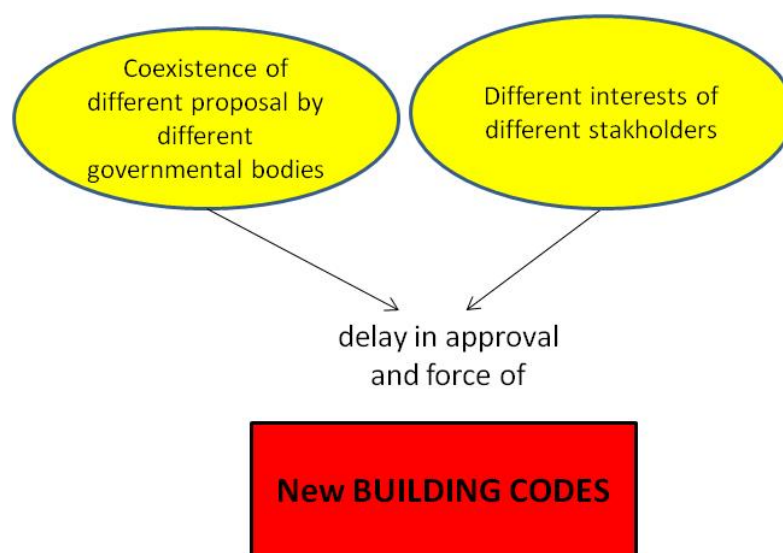 Coexistence of
different proposal by
different
governmental bodies
Different interests of
different stakholders
delay in approval
and force of
New BUILDING CODES